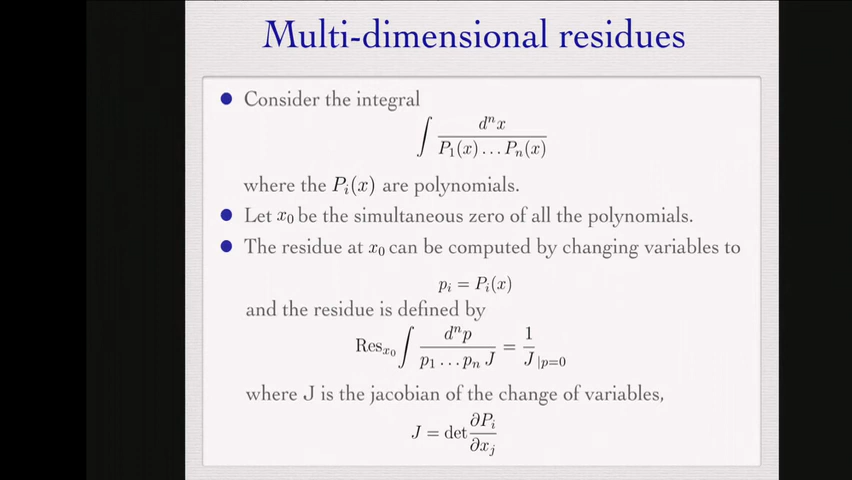 Multi-dimensional residues
Consider the integral
∫ dⁿx / P₁(x)…Pₙ(x)
where the Pᵢ(x) are polynomials.
Let x₀ be the simultaneous zero of all the polynomials.
The residue at x₀ can be computed by changing variables to
pᵢ = Pᵢ(x)
and the residue is defined by
Resₓ₀ ∫ dⁿp / p₁…pₙ J = 1/J |p=0
where J is the jacobian of the change of variables,
J = det ∂Pᵢ/∂xⱼ